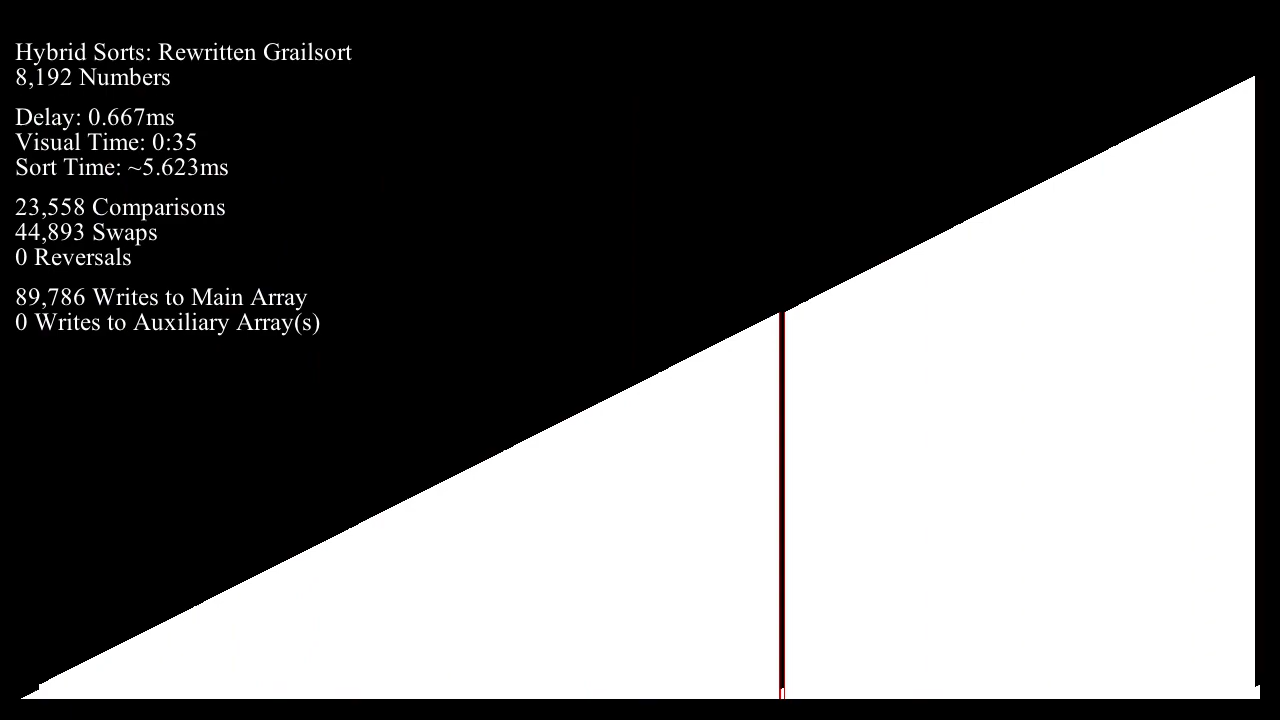 Hybrid Sorts: Rewritten Grailsort
8,192 Numbers
Delay: 0.667ms
Visual Time: 0:35
Sort Time: ~5.623ms
23,558 Comparisons
44,893 Swaps
0 Reversals
89,786 Writes to Main Array
0 Writes to Auxiliary Array(s)